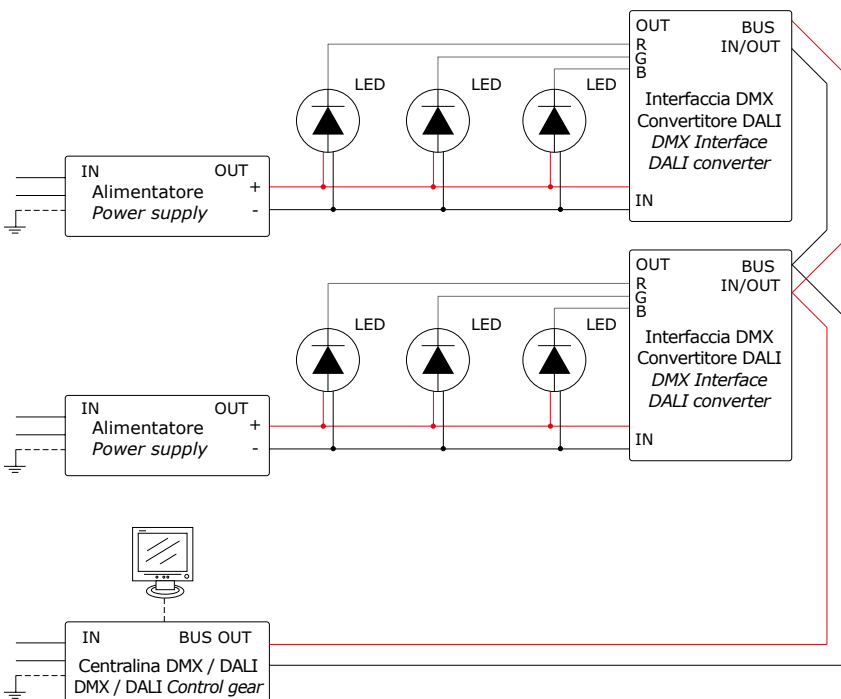 OUT BUS
R IN/OUT
G
B
LED LED LED
Interfaccia DMX
Convertitore DALI
DMX Interface
DALI converter
IN
IN OUT
Alimentatore +
Power supply -
OUT BUS
R IN/OUT
G
B
LED LED LED
Interfaccia DMX
Convertitore DALI
DMX Interface
DALI converter
IN
IN OUT
Alimentatore +
Power supply -
IN BUS OUT
Centralina DMX / DALI
DMX / DALI Control gear